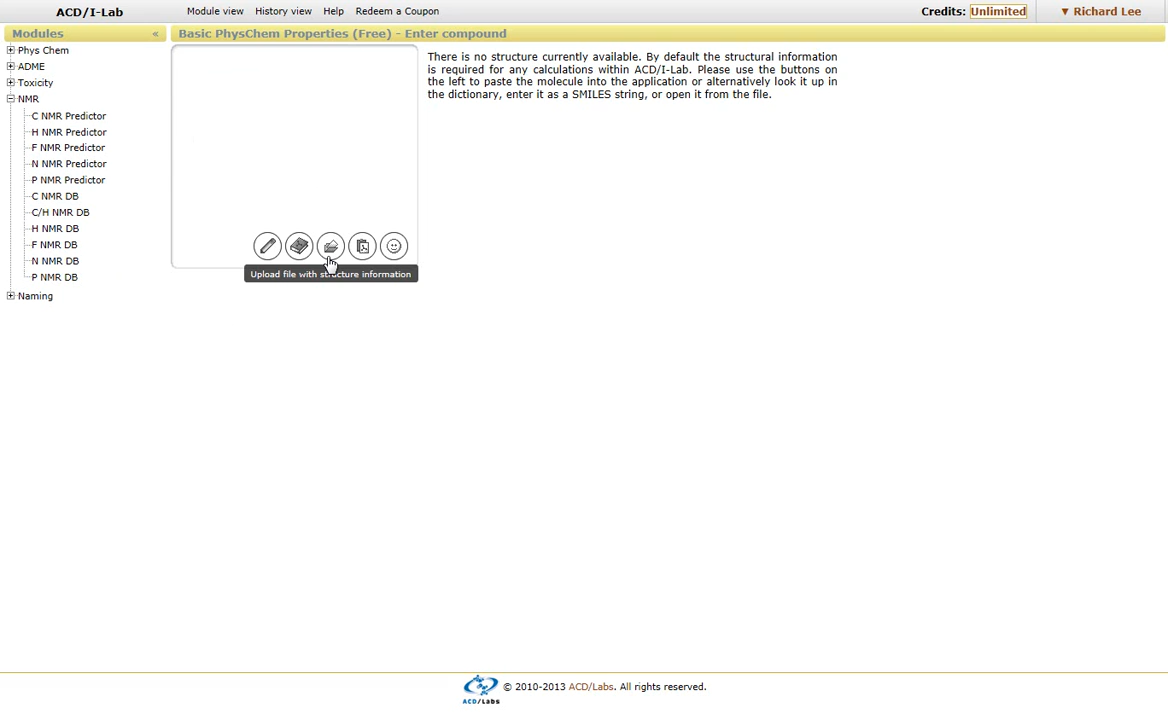 ACD/I-Lab Module view History view Help Redeem a Coupon Credits: Unlimited ▼ Richard Lee
Modules «
Basic PhysChem Properties (Free) - Enter compound
Phys Chem
ADME
Toxicity
NMR
C NMR Predictor
H NMR Predictor
F NMR Predictor
N NMR Predictor
P NMR Predictor
C NMR DB
C/H NMR DB
H NMR DB
F NMR DB
N NMR DB
P NMR DB
Naming
There is no structure currently available. By default the structural information
is required for any calculations within ACD/I-Lab. Please use the buttons on
the left to paste the molecule into the application or alternatively look it up in
the dictionary, enter it as a SMILES string, or open it from the file.
Upload file with structure information
© 2010-2013 ACD/Labs. All rights reserved.
ACD/Labs